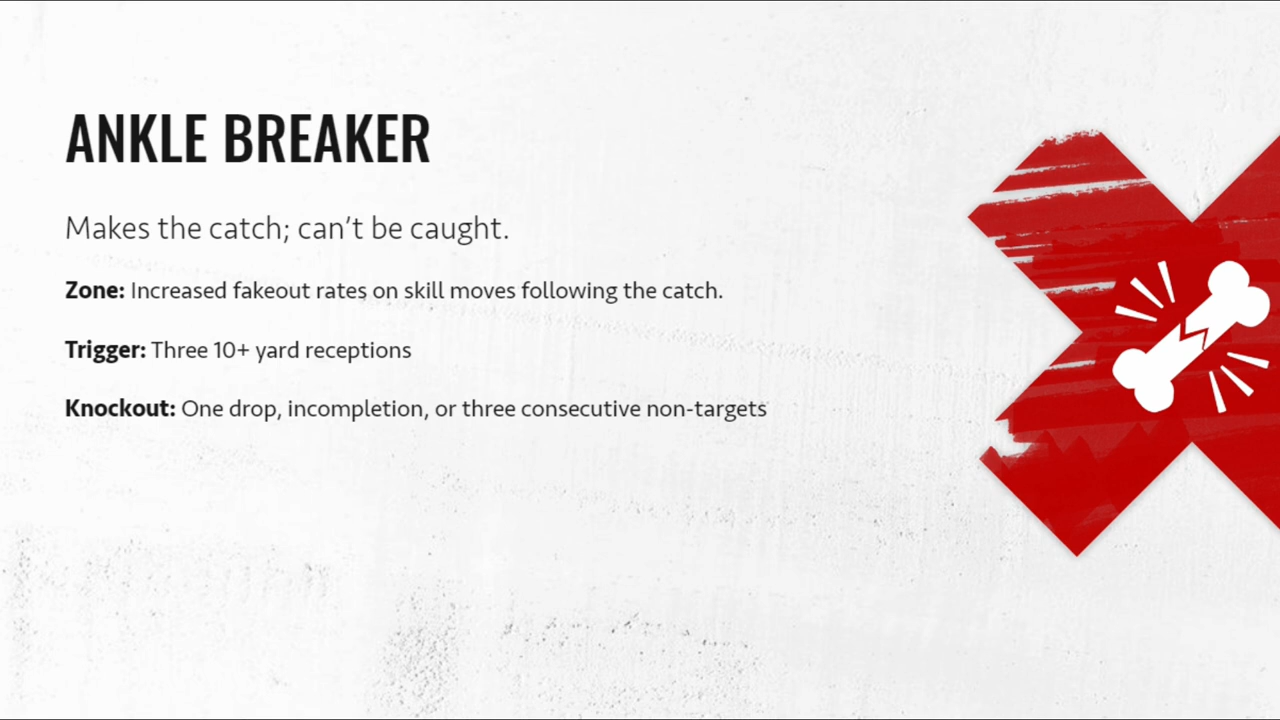 ANKLE BREAKER
Makes the catch; can’t be caught.
Zone: Increased fakeout rates on skill moves following the catch.
Trigger: Three 10+ yard receptions
Knockout: One drop, incompletion, or three consecutive non-targets